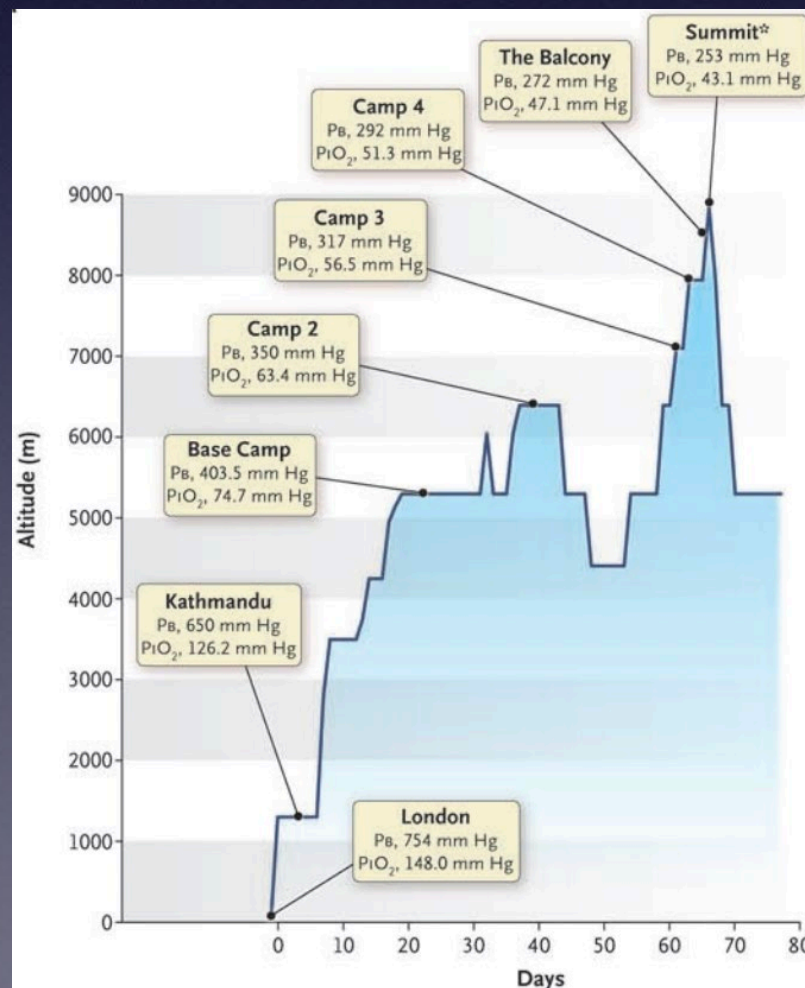 Summit*
PB, 253 mm Hg
PIO₂, 43.1 mm Hg
The Balcony
PB, 272 mm Hg
PIO₂, 47.1 mm Hg
Camp 4
PB, 292 mm Hg
PIO₂, 51.3 mm Hg
Camp 3
PB, 317 mm Hg
PIO₂, 56.5 mm Hg
Camp 2
PB, 350 mm Hg
PIO₂, 63.4 mm Hg
Base Camp
PB, 403.5 mm Hg
PIO₂, 74.7 mm Hg
Kathmandu
PB, 650 mm Hg
PIO₂, 126.2 mm Hg
London
PB, 754 mm Hg
PIO₂, 148.0 mm Hg
Altitude (m)
9000
8000
7000
6000
5000
4000
3000
2000
1000
0
0 10 20 30 40 50 60 70 80
Days